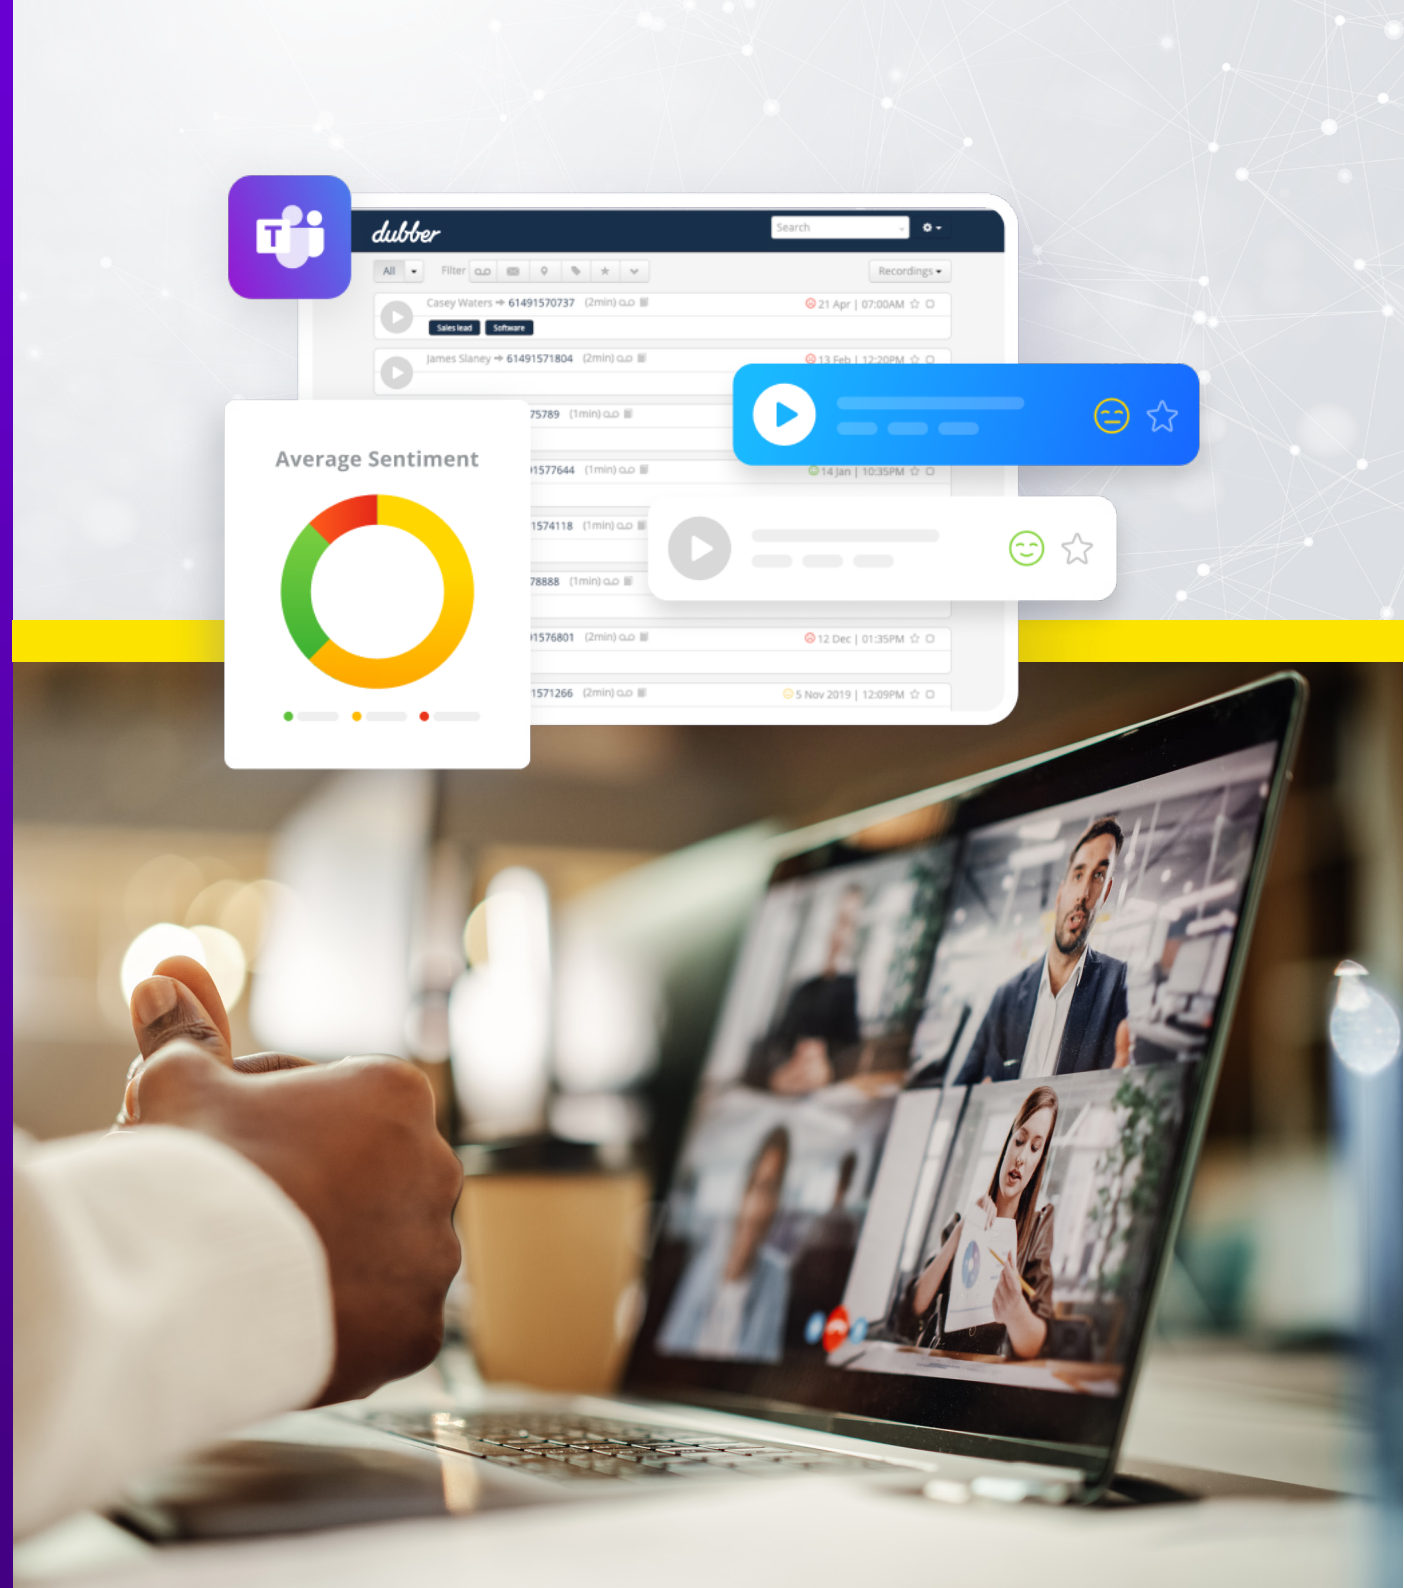 T
dubber
Search
All
Filter
Recordings
Casey Waters → 61491570737 (2min)
21 Apr | 07:00AM
Sales lead
Software
James Slaney → 61491571804 (2min)
13 Feb | 12:20PM
75789 (1min)
Average Sentiment
91577644 (1min)
14 Jan | 10:35PM
1574118 (1min)
78888 (1min)
91576801 (2min)
12 Dec | 01:35PM
1571266 (2min)
5 Nov 2019 | 12:09PM